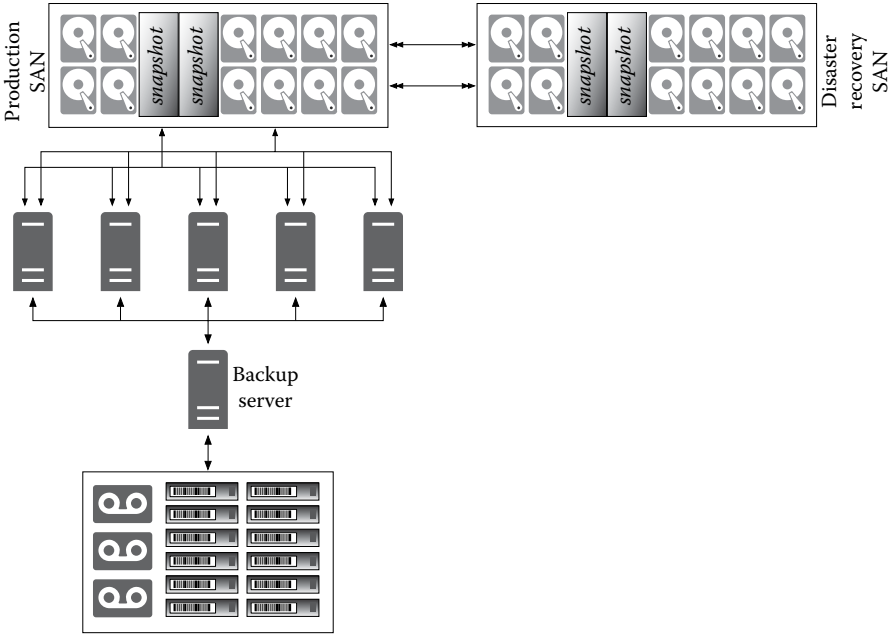 Production
SAN
snapshot
snapshot
snapshot
snapshot
Disaster
recovery
SAN
Backup
server